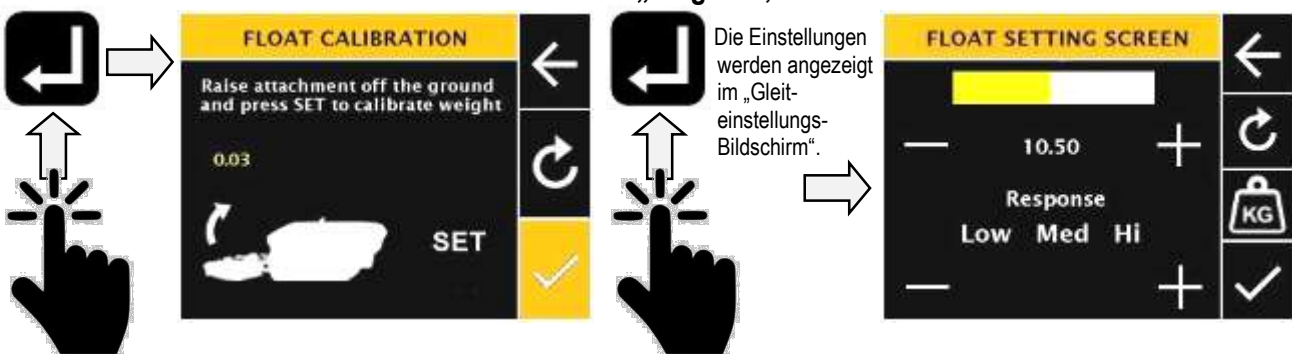 FLOAT CALIBRATION
Raise attachment off the ground
and press SET to calibrate weight
0.03
SET
Die Einstellungen
werden angezeigt
im „Gleit-
einstellungs-
Bildschirm“.
FLOAT SETTING SCREEN
10.50
Response
Low Med Hi
KG